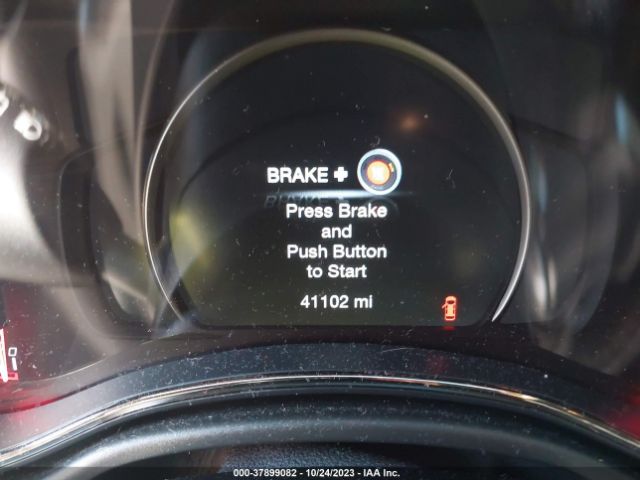 BRAKE +
Press Brake
and
Push Button
to Start
41102 mi
000-37899082 - 10/24/2023 - IAA Inc.